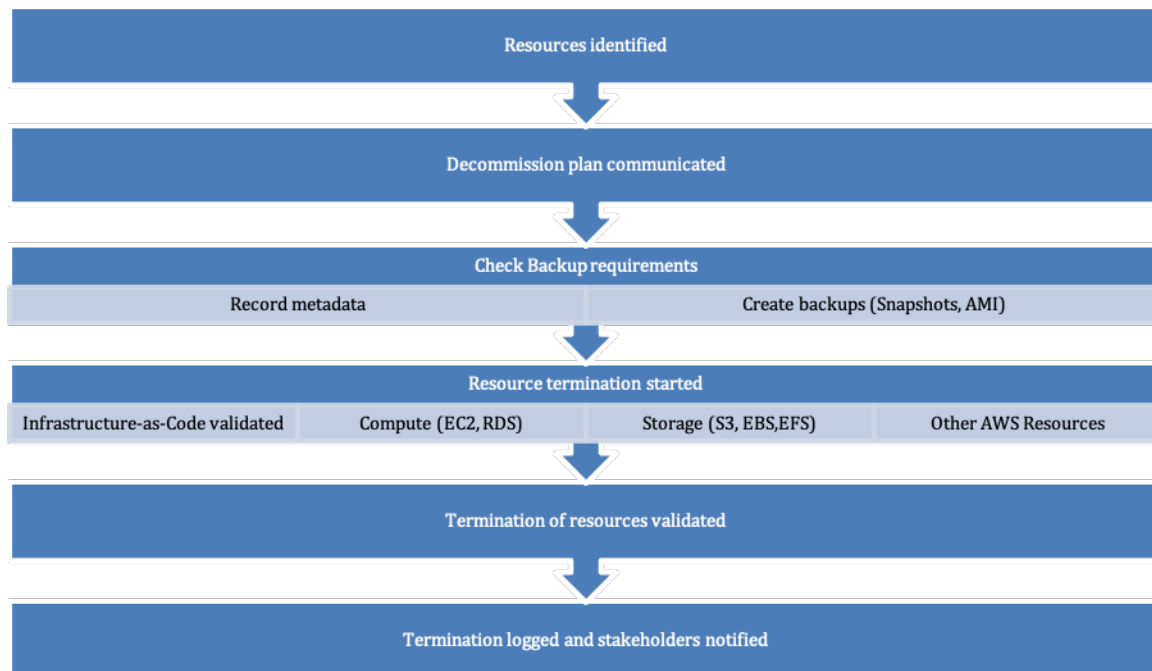 Resources identified
Decommission plan communicated
Check Backup requirements
Record metadata
Create backups (Snapshots, AMI)
Resource termination started
Infrastructure-as-Code validated
Compute (EC2, RDS)
Storage (S3, EBS,EFS)
Other AWS Resources
Termination of resources validated
Termination logged and stakeholders notified